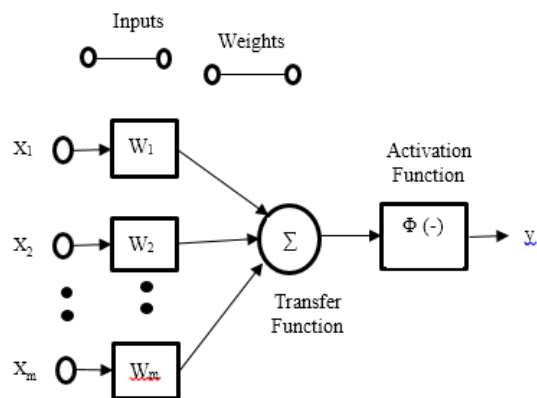 Inputs
Weights
X₁
W₁
Activation
Function
X₂
W₂
Σ
Φ (-)
y
Transfer
Function
Xₘ
Wₘ